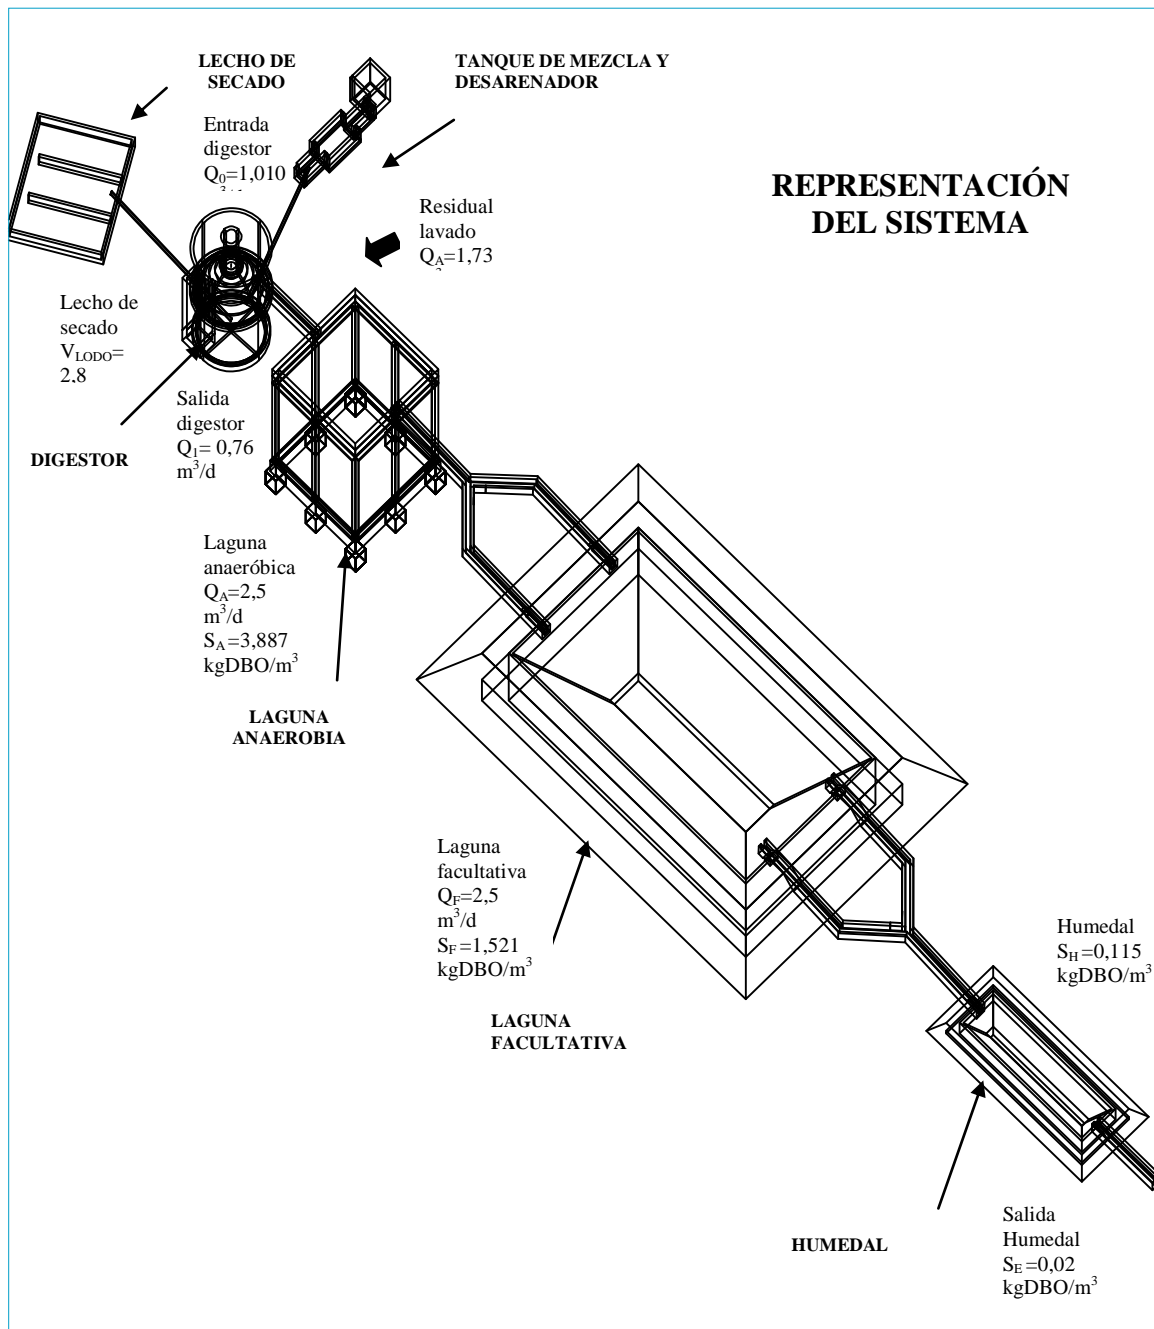 LECHO DE
SECADO
TANQUE DE MEZCLA Y
DESARENADOR
Entrada
digestor
Q0=1,010
REPRESENTACIÓN
DEL SISTEMA
Residual
lavado
QA=1,73
Lecho de
secado
VLODO=
2,8
Salida
digestor
Q1= 0,76
m3/d
DIGESTOR
Laguna
anaeróbica
QA=2,5
m3/d
SA=3,887
kgDBO/m3
LAGUNA
ANAEROBIA
Laguna
facultativa
QF=2,5
m3/d
SF=1,521
kgDBO/m3
LAGUNA
FACULTATIVA
Humedal
SH=0,115
kgDBO/m3
HUMEDAL
Salida
Humedal
SE=0,02
kgDBO/m3